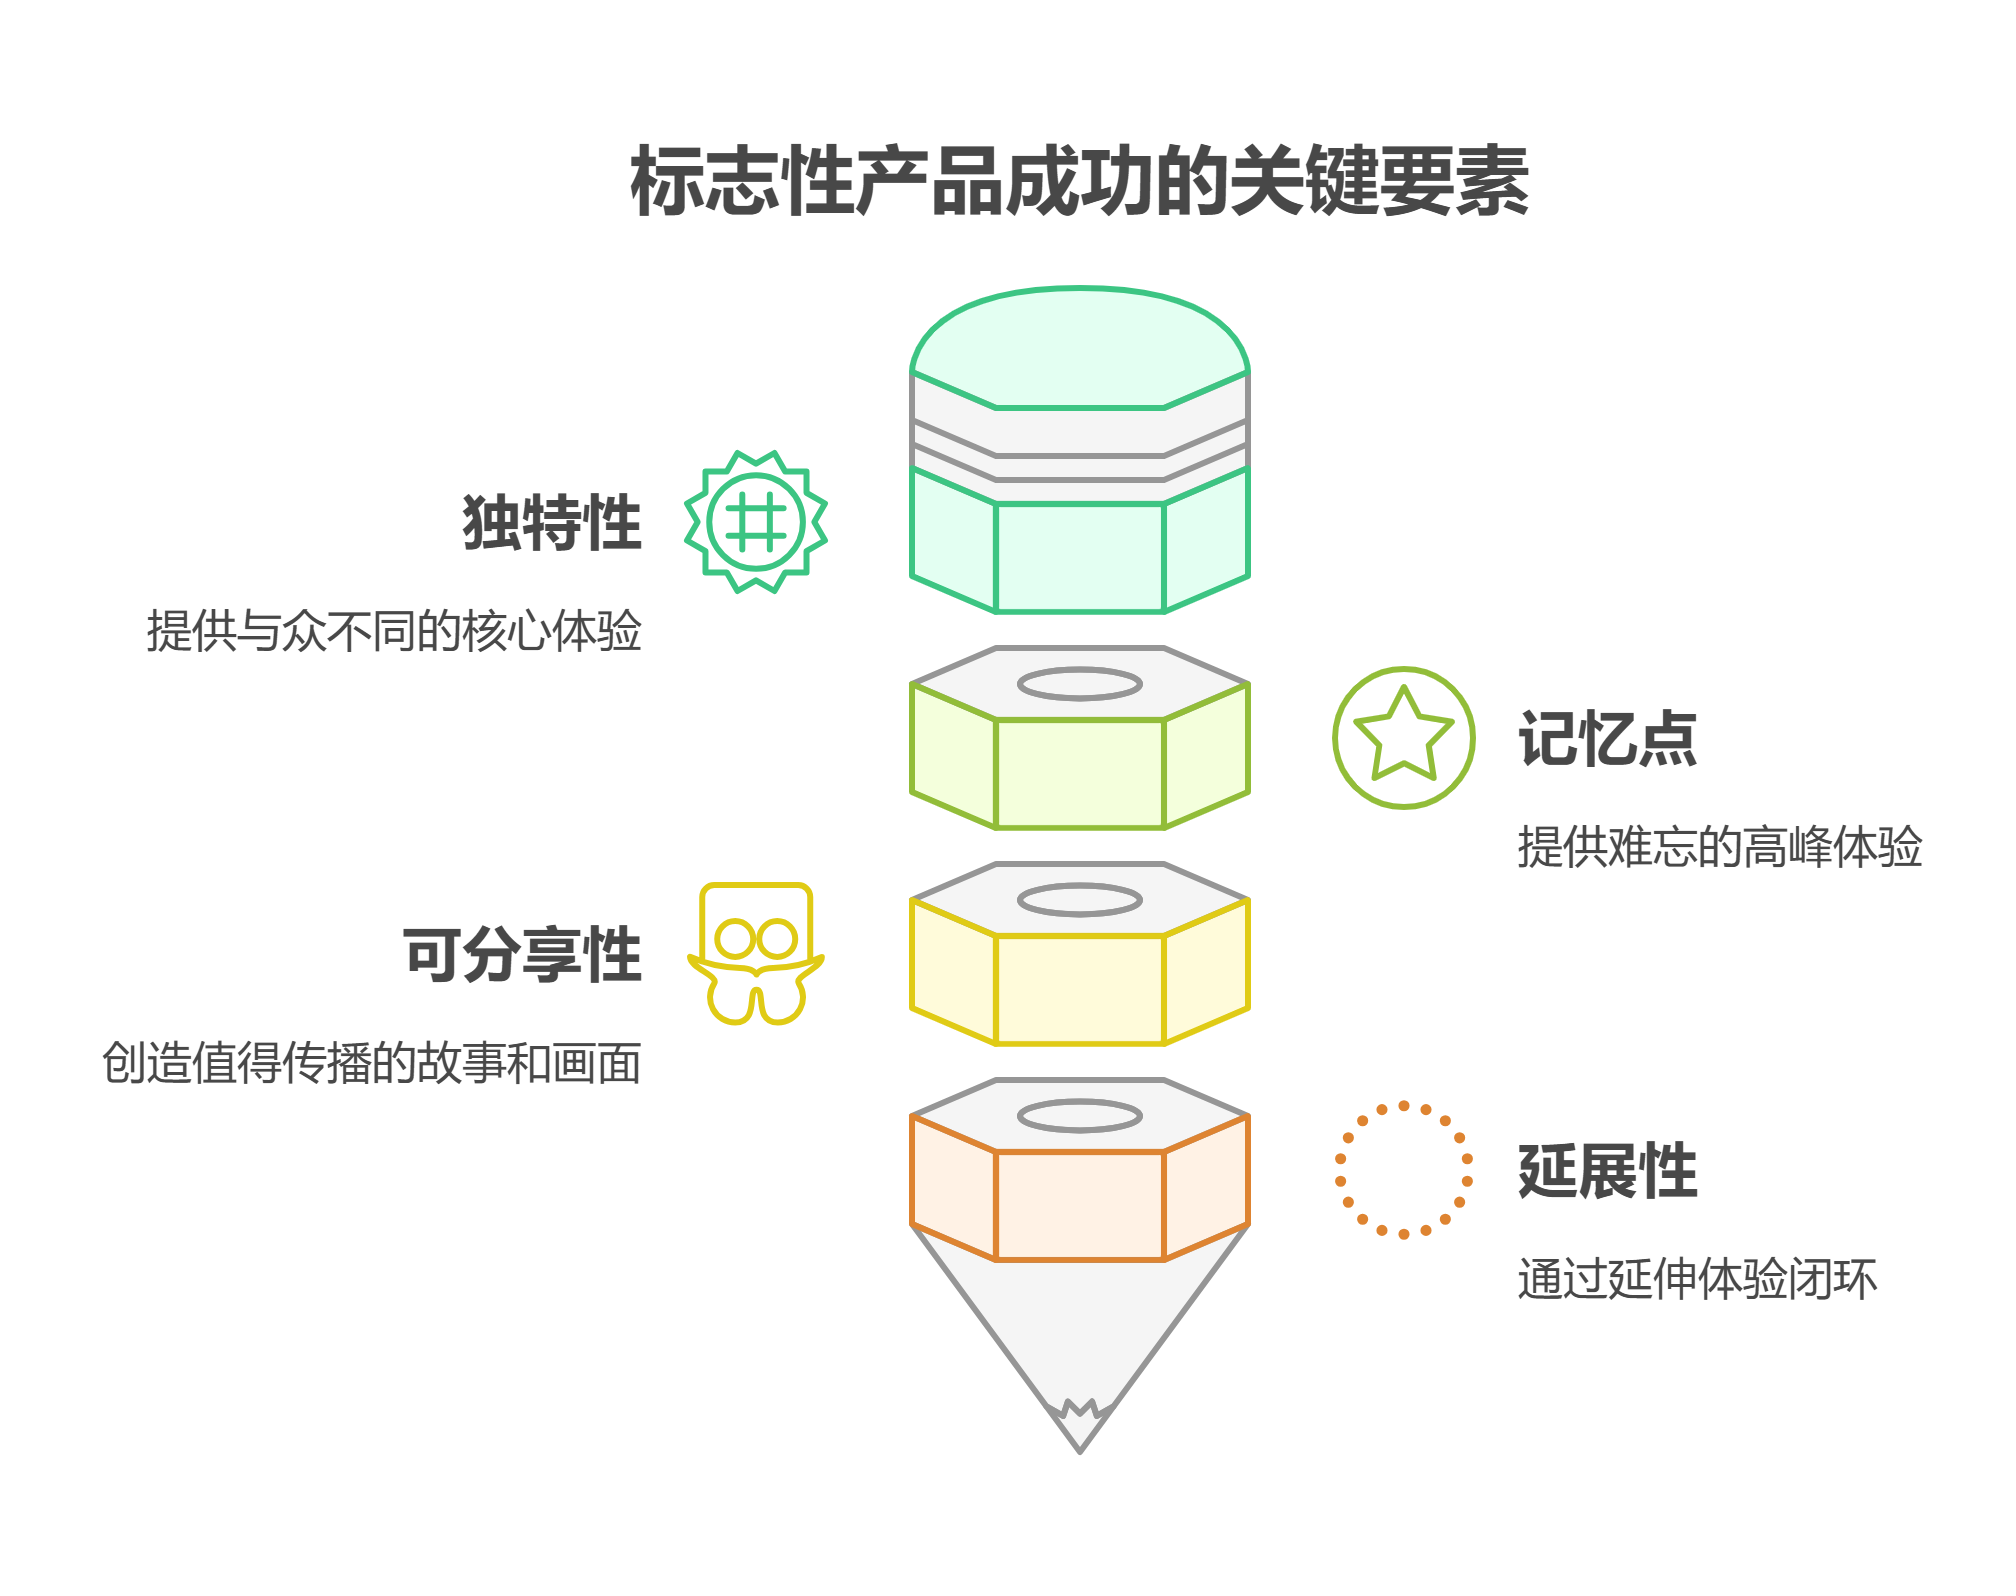 标志性产品成功的关键要素
独特性
提供与众不同的核心体验
记忆点
提供难忘的高峰体验
可分享性
创造值得传播的故事和画面
延展性
通过延伸体验闭环